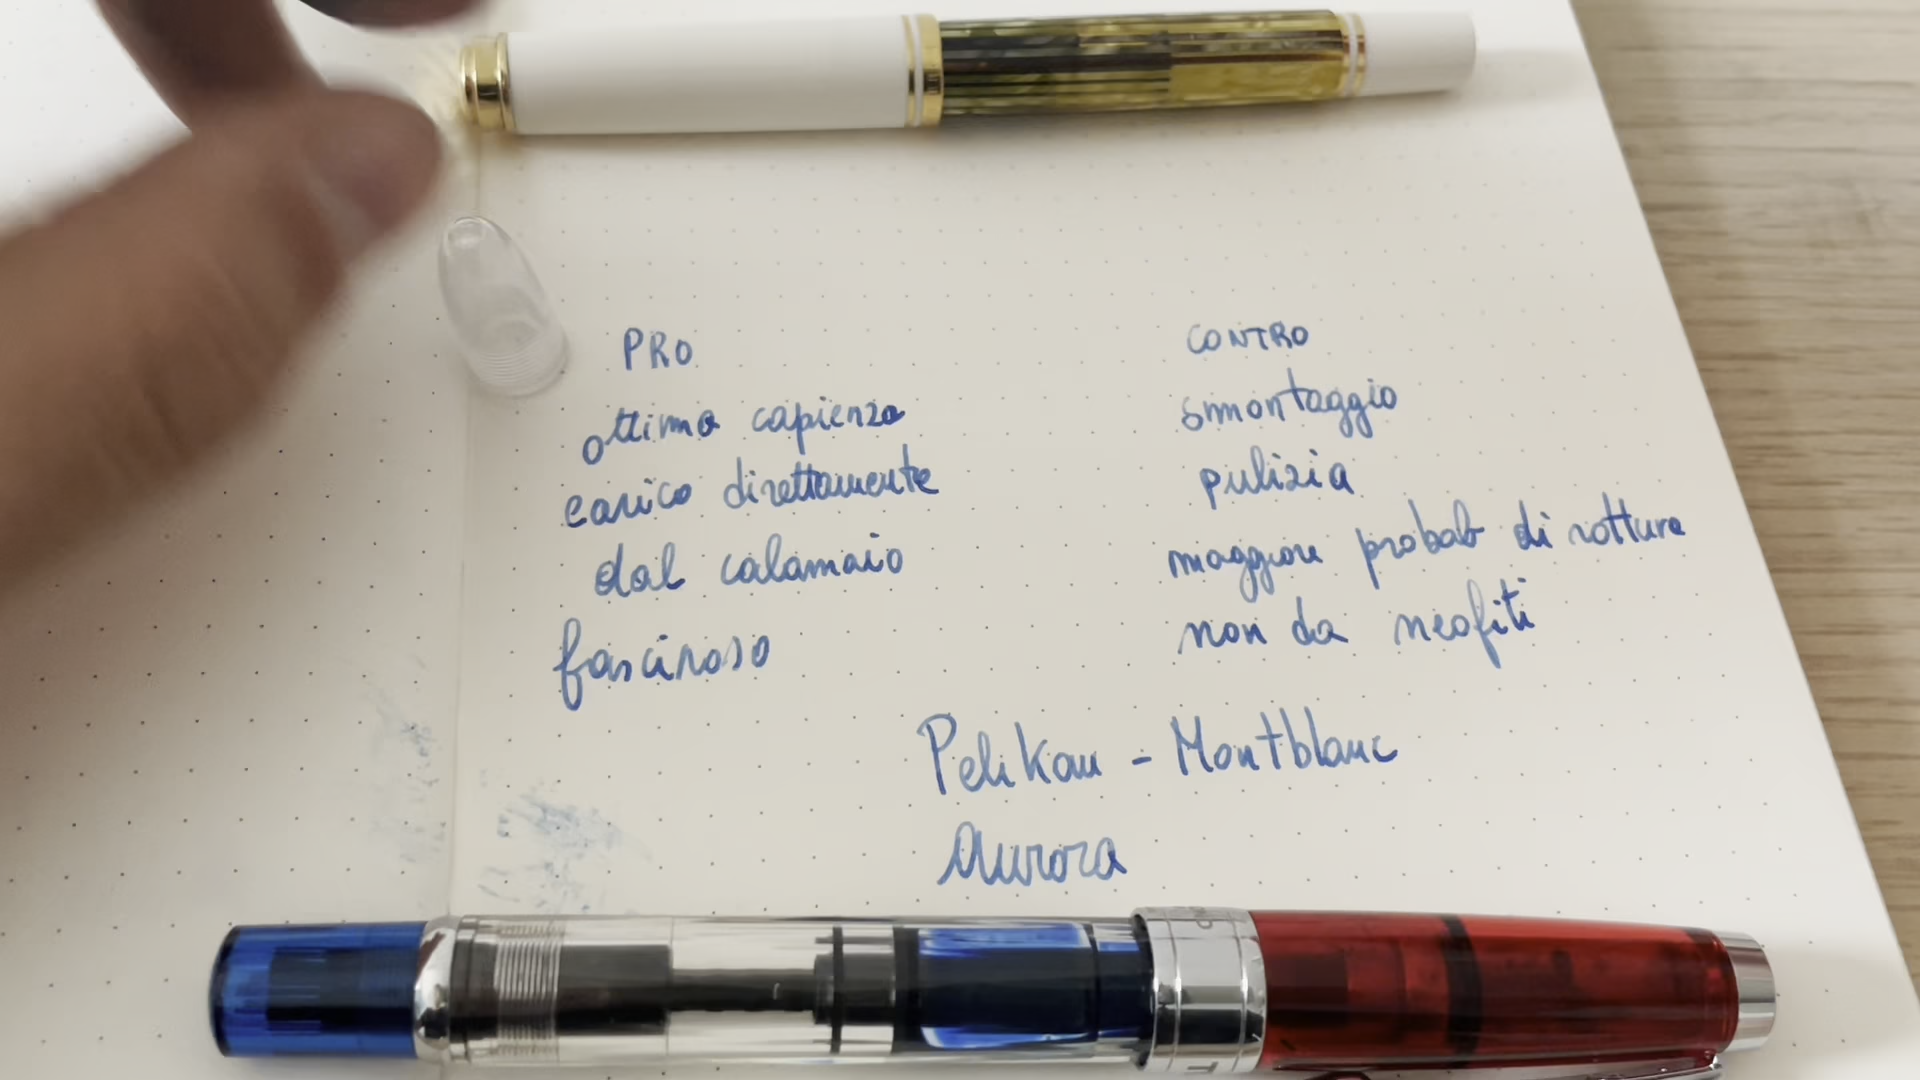 PRO
ottima capienza
carico direttamente
dal calamaio
fascinoso
CONTRO
smontaggio
pulizia
maggiore probab di rottura
non da neofiti
Pelikan - Montblanc
Aurora